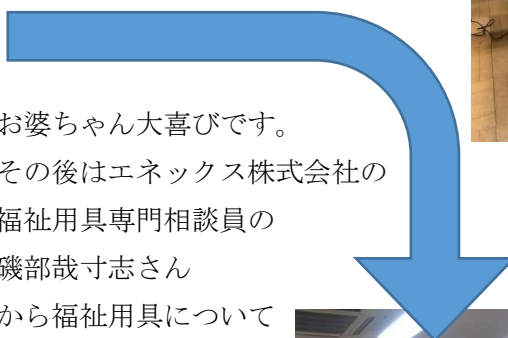 お婆ちゃん大喜びです。
その後はエネックス株式会社の
福祉用具専門相談員の
磯部哉寸志さん
から福祉用具について